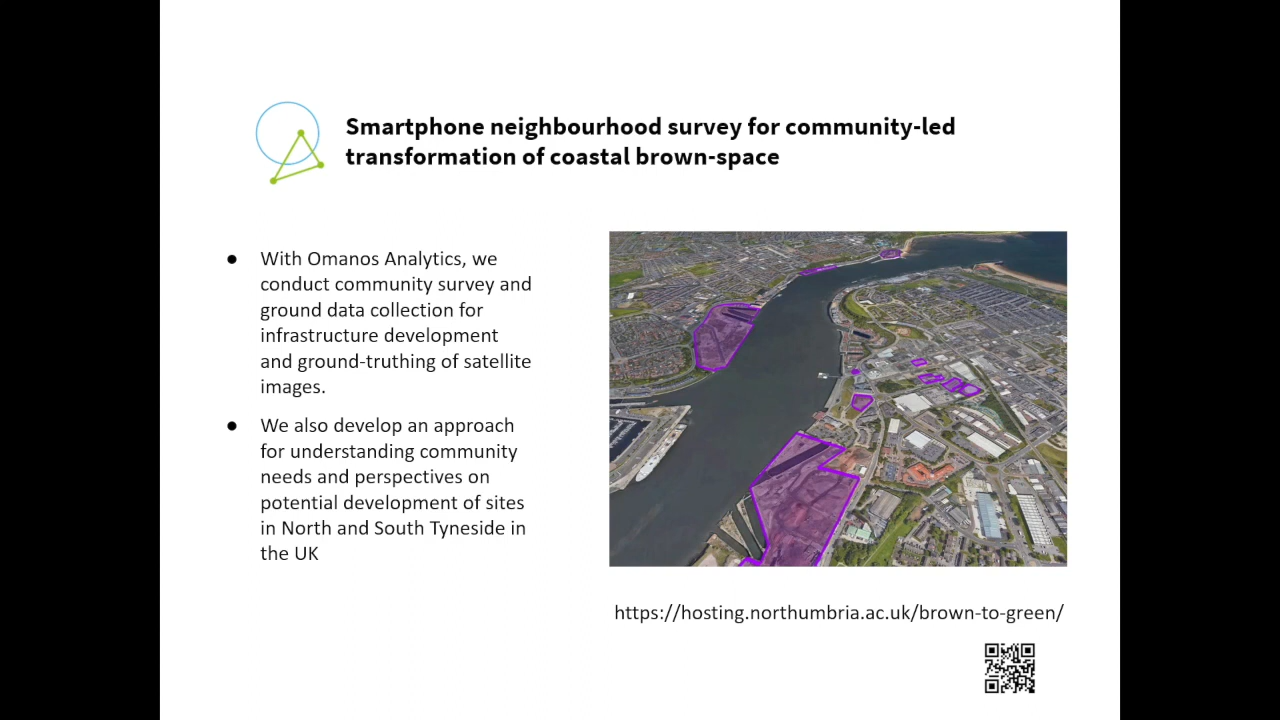 Smartphone neighbourhood survey for community-led
transformation of coastal brown-space
● With Omanos Analytics, we
conduct community survey and
ground data collection for
infrastructure development
and ground-truthing of satellite
images.
● We also develop an approach
for understanding community
needs and perspectives on
potential development of sites
in North and South Tyneside in
the UK
https://hosting.northumbria.ac.uk/brown-to-green/